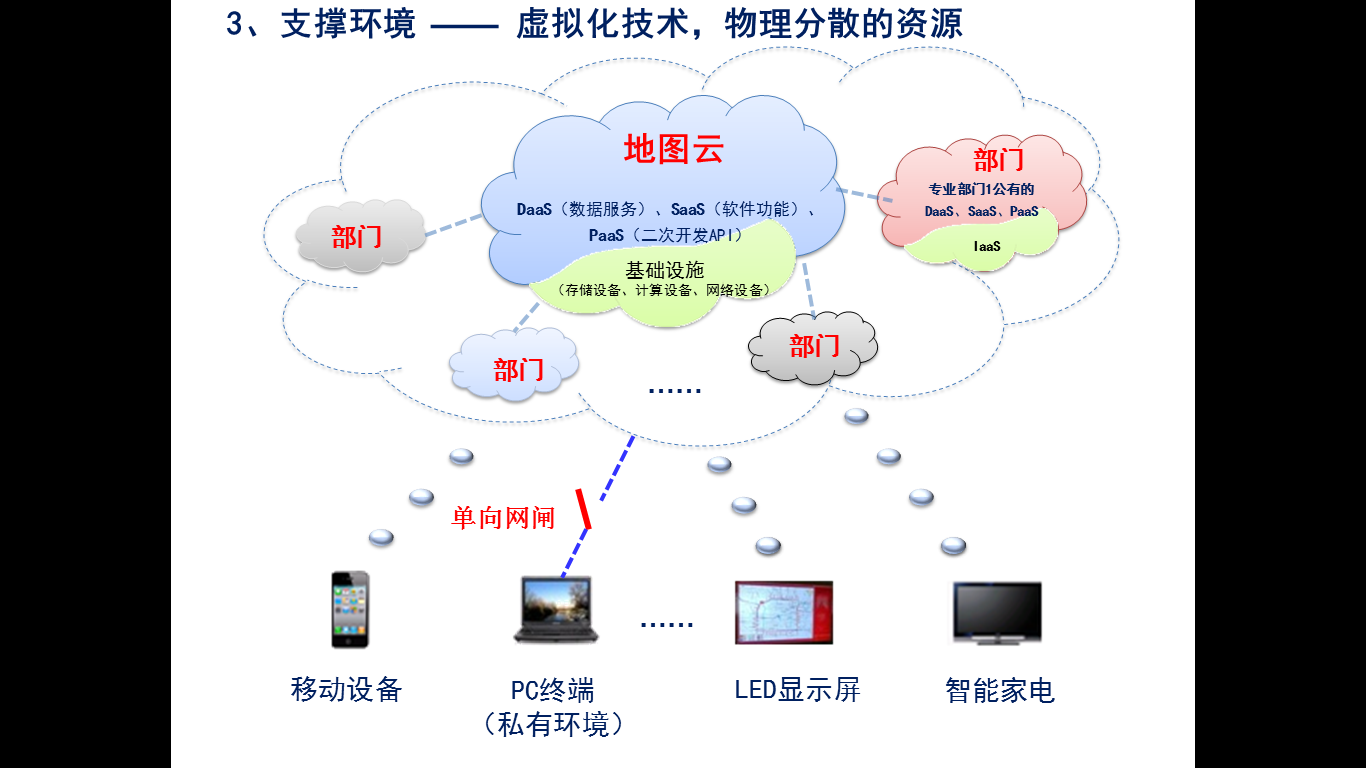 3、支撑环境 —— 虚拟化技术，物理分散的资源
地图云
DaaS（数据服务）、SaaS（软件功能）、
PaaS（二次开发API）
基础设施
（存储设备、计算设备、网络设备）
部门
专业部门1公有的
DaaS、SaaS、PaaS
IaaS
部门
部门
部门
······
单向网闸
······
移动设备
PC终端
（私有环境）
LED显示屏
智能家电